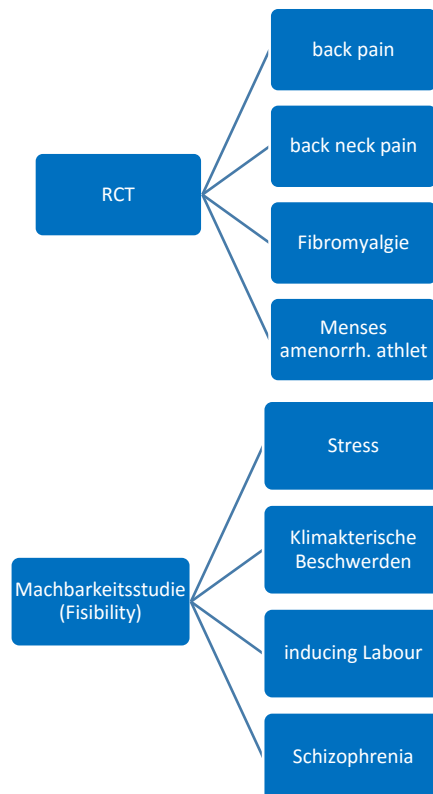 back pain
back neck pain
RCT
Fibromyalgie
Menses
amenorrh. athlet
Stress
Klimakterische
Beschwerden
Machbarkeitsstudie
(Fisibility)
inducing Labour
Schizophrenia